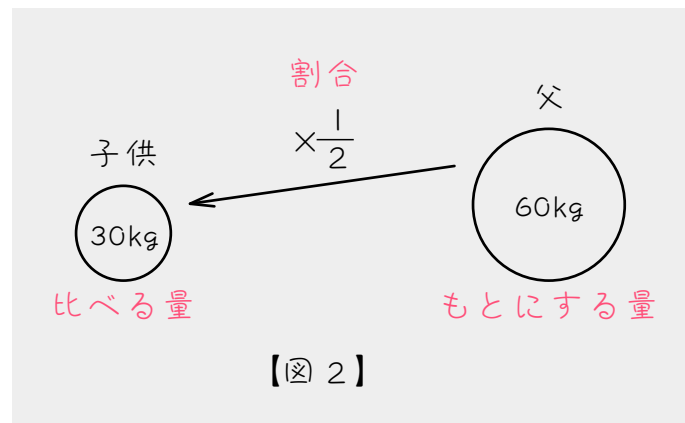 割合
父
×1/2
子供
60kg
30kg
比べる量
もとにする量
【図 2】